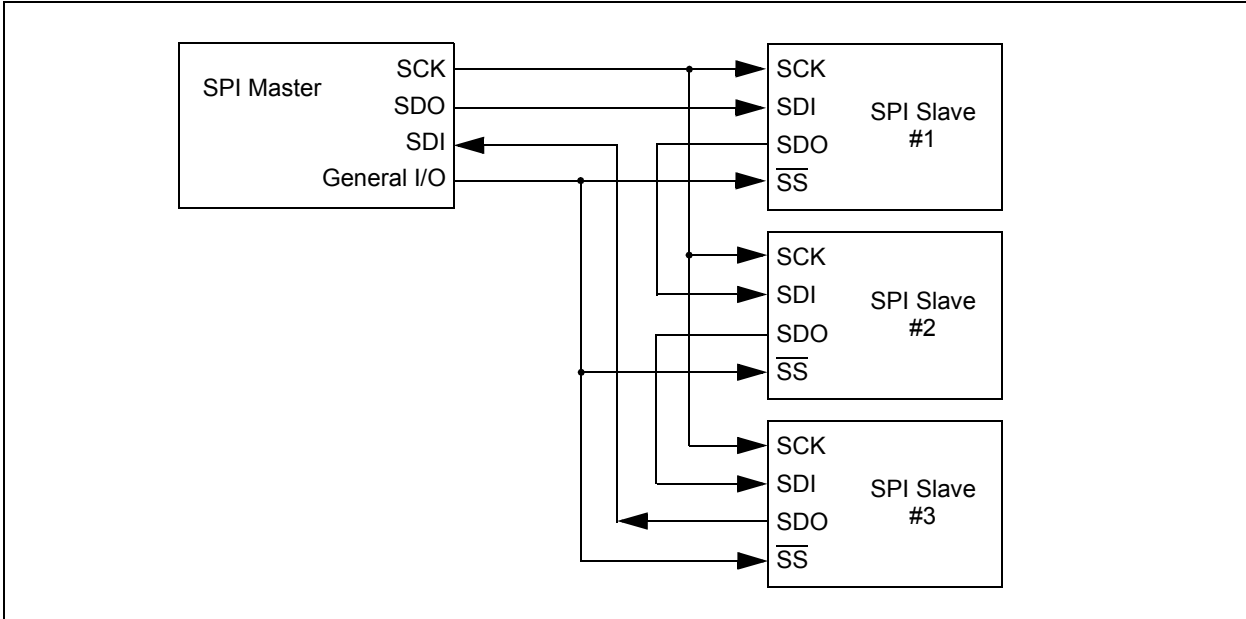 SPI Master
SCK
SDO
SDI
General I/O
SCK
SDI
SDO
SS
SPI Slave
#1
SCK
SDI
SDO
SS
SPI Slave
#2
SCK
SDI
SDO
SS
SPI Slave
#3